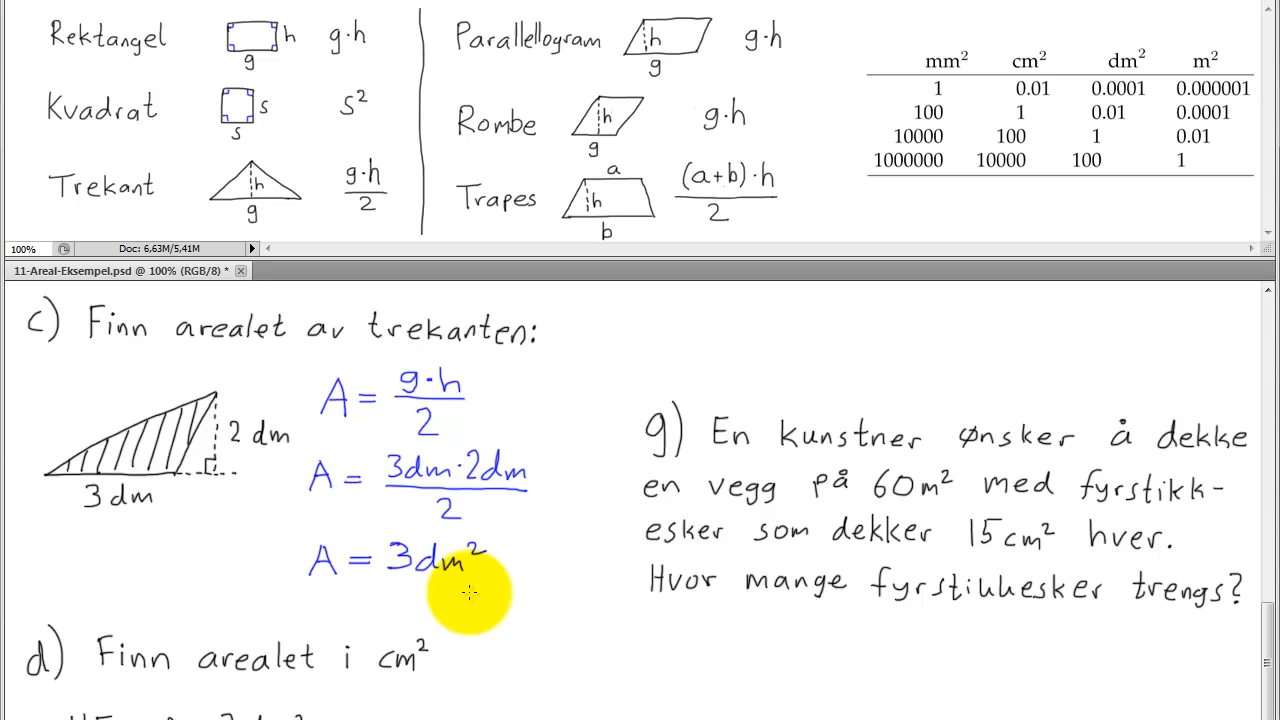 Rektangel h g·h
g
Kvadrat s s²
s
Trekant h g·h/2
g
Parallellogram h g·h
g
Rombe h g·h
g
Trapes a h (a+b)·h/2
b
mm² cm² dm² m²
1 0.01 0.0001 0.000001
100 1 0.01 0.0001
10000 100 1 0.01
1000000 10000 100 1
100% Doc: 6,63M/5,41M
11-Areal-Eksempel.psd @ 100% (RGB/8) *
c) Finn arealet av trekanten:
2 dm
3 dm
A = g·h/2
A = 3dm·2dm/2
A = 3dm²
g) En kunstner ønsker å dekke
en vegg på 60m² med fyrstikk-
esker som dekker 15cm² hver.
Hvor mange fyrstikkesker trengs?
d) Finn arealet i cm²